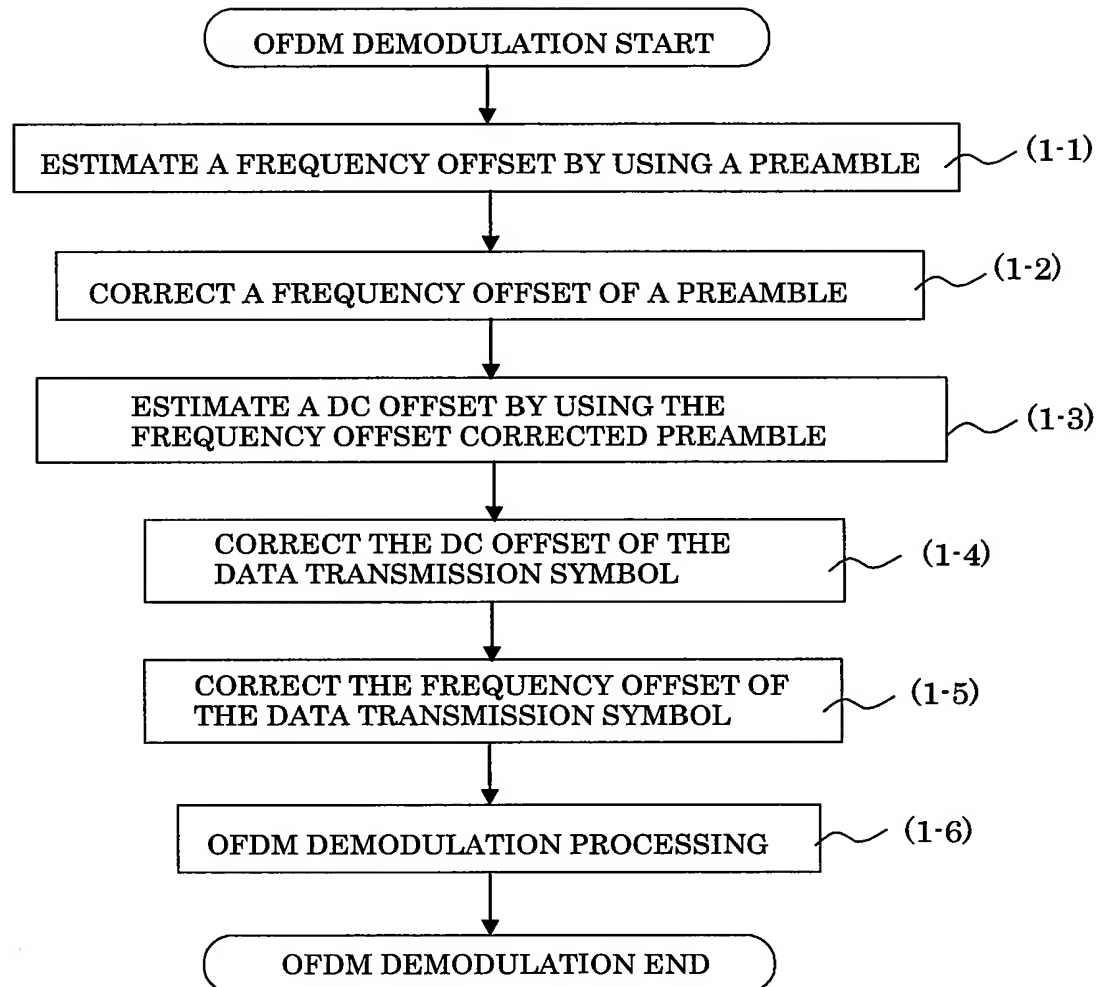 OFDM DEMODULATION START
ESTIMATE A FREQUENCY OFFSET BY USING A PREAMBLE
(1-1)
CORRECT A FREQUENCY OFFSET OF A PREAMBLE
(1-2)
ESTIMATE A DC OFFSET BY USING THE
FREQUENCY OFFSET CORRECTED PREAMBLE
(1-3)
CORRECT THE DC OFFSET OF THE
DATA TRANSMISSION SYMBOL
(1-4)
CORRECT THE FREQUENCY OFFSET OF
THE DATA TRANSMISSION SYMBOL
(1-5)
OFDM DEMODULATION PROCESSING
(1-6)
OFDM DEMODULATION END